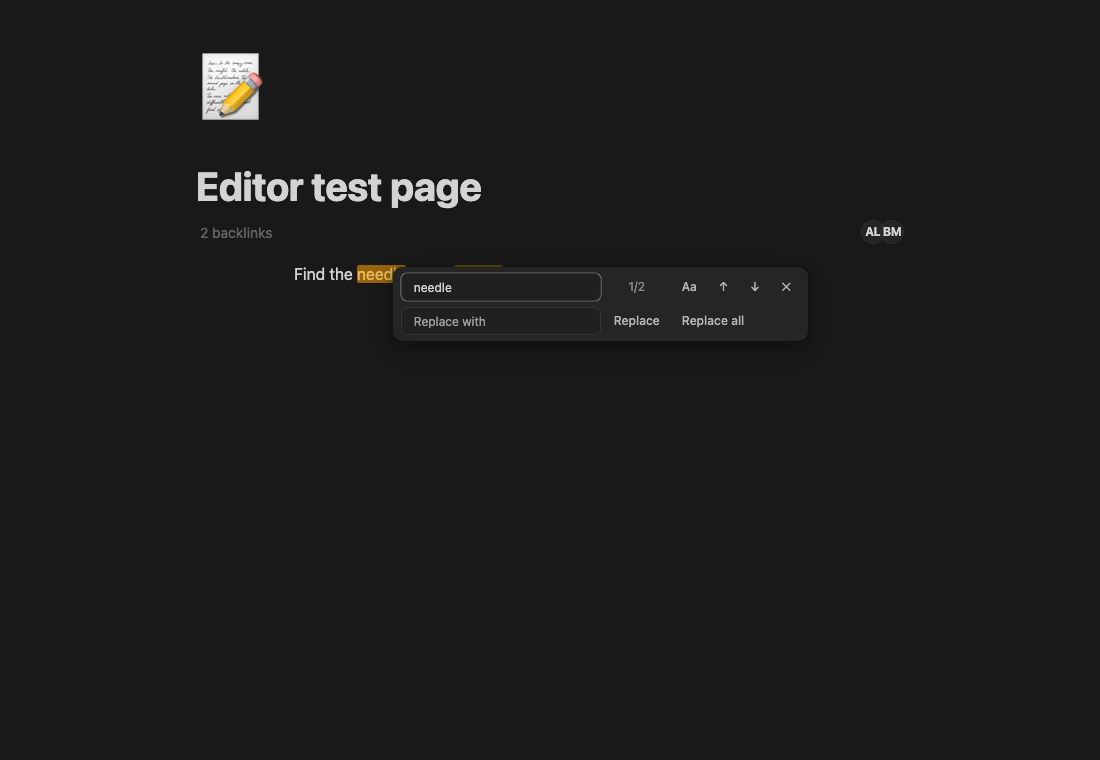 Editor test page
2 backlinks
AL BM
Find the
needle
1/2
Aa
Replace with
Replace
Replace all